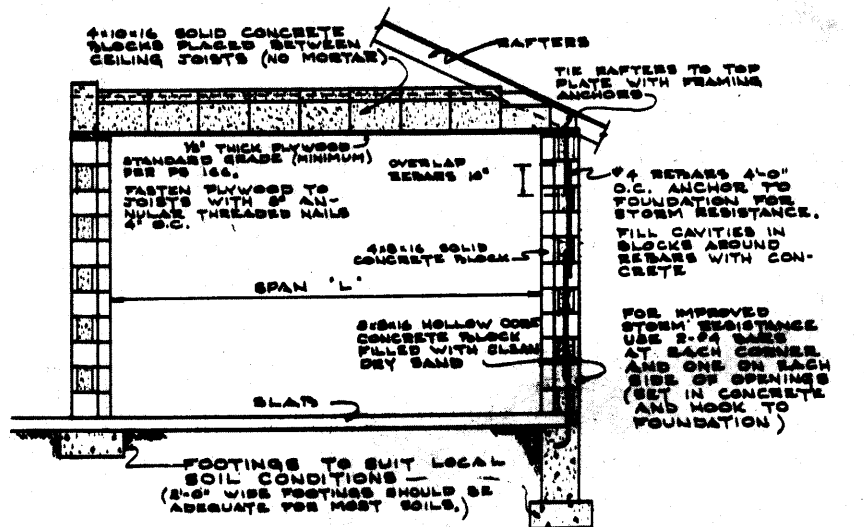 4x10x16 SOLID CONCRETE
BLOCKS PLACED BETWEEN
CEILING JOISTS (NO MORTAR)
RAFTERS
TIE RAFTERS TO TOP
PLATE WITH FRAMING
ANCHORS
THICK PLYWOOD
STANDARD GRADE (MINIMUM)
PER PS 166.
FASTEN PLYWOOD TO
JOISTS WITH 8d AN-
NULAR THREADED NAILS
4" O.C.
OVERLAP
REBARS 10"
#4 REBARS 4'-0"
O.C. ANCHOR TO
FOUNDATION FOR
STORM RESISTANCE.
FILL CAVITIES IN
BLOCKS AROUND
REBARS WITH CON-
CRETE
4x8x16 SOLID
CONCRETE BLOCK
SPAN "L"
8x8x16 HOLLOW CORE
CONCRETE BLOCK
FILLED WITH CLEAN
DRY SAND
FOR IMPROVED
STORM RESISTANCE
USE 2-#4 BARS
AT EACH CORNER
AND ONE ON EACH
SIDE OF OPENINGS
(SET IN CONCRETE
AND HOOK TO
FOUNDATION)
SLAB
FOOTINGS TO SUIT LOCAL
SOIL CONDITIONS —
(2'-0" WIDE FOOTINGS SHOULD BE
ADEQUATE FOR MOST SOILS.)